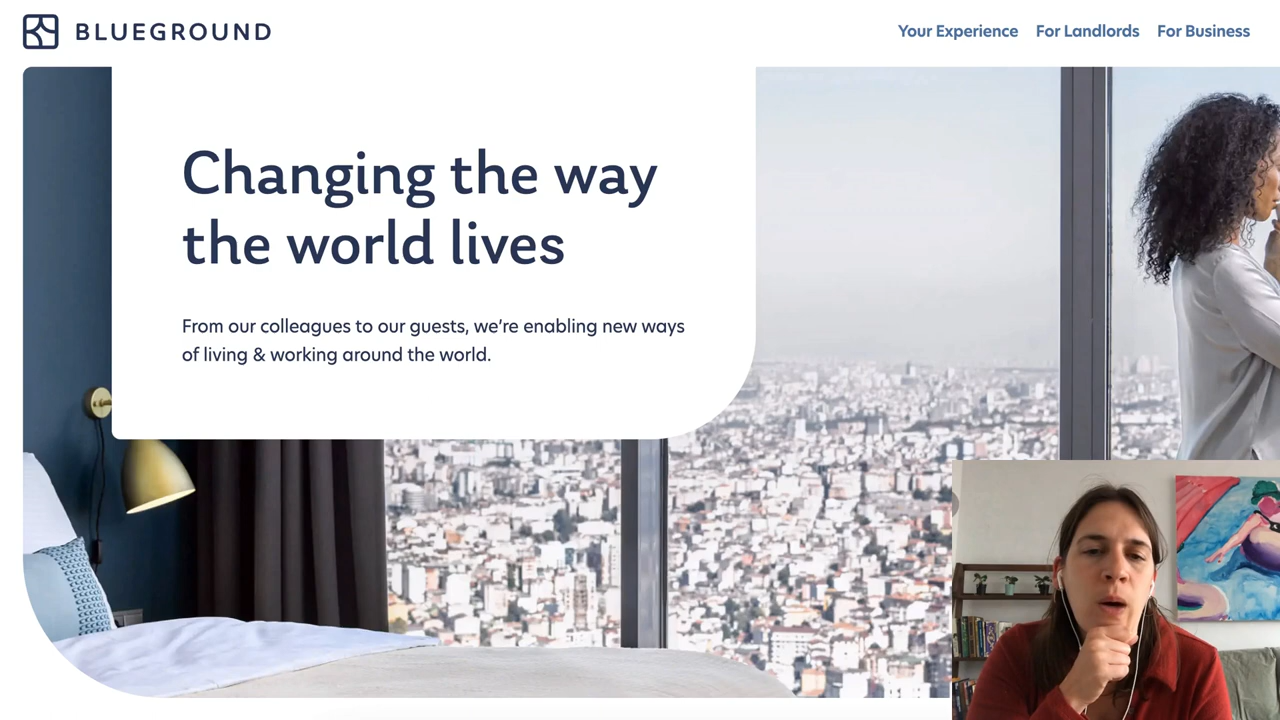 BLUEGROUND
Your Experience For Landlords For Business
Changing the way
the world lives
From our colleagues to our guests, we’re enabling new ways
of living & working around the world.